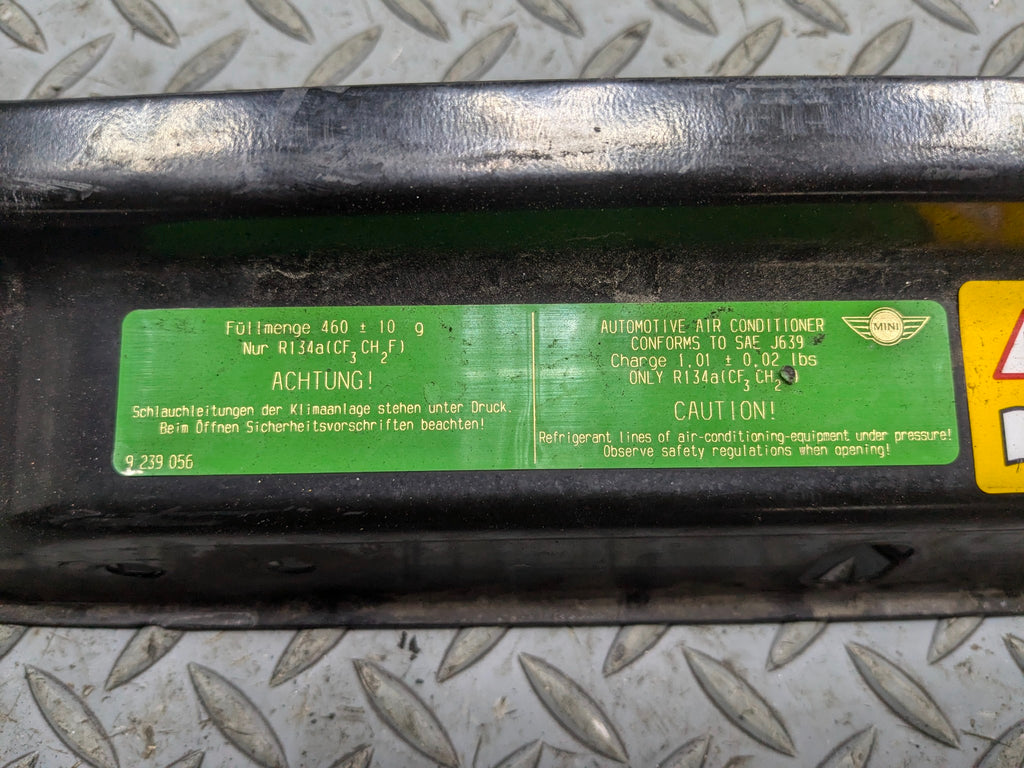 Füllmenge 460 ± 10 g
Nur R134a(CF3CH2F)
ACHTUNG!
Schlauchleitungen der Klimaanlage stehen unter Druck.
Beim Öffnen Sicherheitsvorschriften beachten!
9 239 056
AUTOMOTIVE AIR CONDITIONER
CONFORMS TO SAE J639
Charge 1,01 ± 0,02 lbs
ONLY R134a(CF3CH2 )
CAUTION!
Refrigerant lines of air-conditioning-equipment under pressure!
Observe safety regulations when opening!
MINI